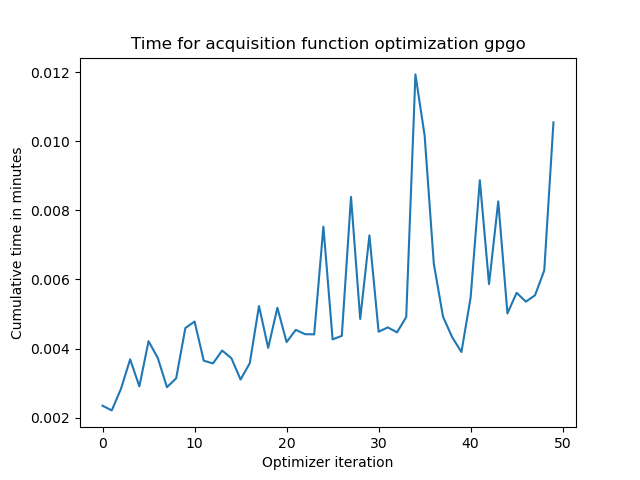 Time for acquisition function optimization gpgo
Cumulative time in minutes
0.012
0.010
0.008
0.006
0.004
0.002
0 10 20 30 40 50
Optimizer iteration